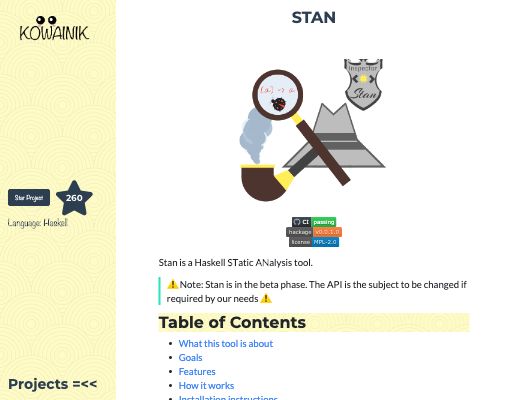 KOWAINIK
Star Project
260
Language: Haskell
Projects =<<
STAN
[a] -> a
Inspector
Stan
CI passing
hackage v0.0.1.0
license MPL-2.0
Stan is a Haskell STatic ANalysis tool.
⚠️Note: Stan is in the beta phase. The API is the subject to be changed if
required by our needs ⚠️
Table of Contents
What this tool is about
Goals
Features
How it works
Installation instructions